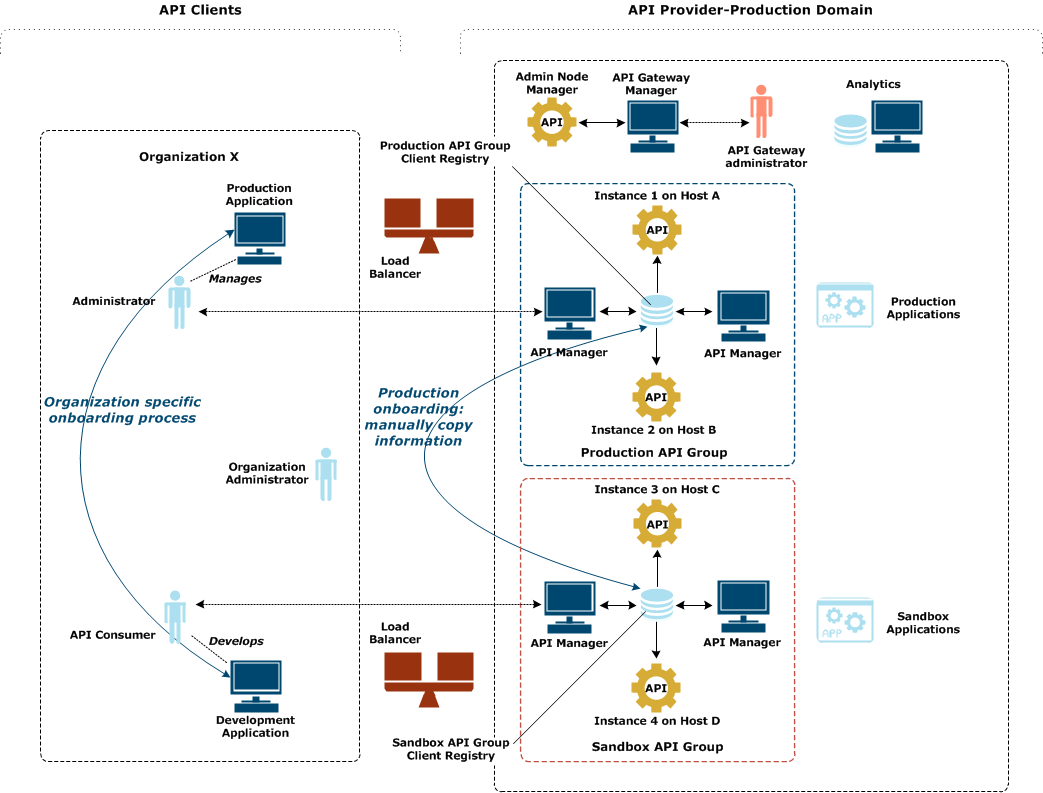 API Clients
API Provider-Production Domain
Admin Node
Manager
API
API Gateway
Manager
API Gateway
administrator
Analytics
Organization X
Production
Application
Manages
Administrator
Organization specific
onboarding process
Organization
Administrator
API Consumer
Develops
Development
Application
Production API Group
Client Registry
Load
Balancer
Production
onboarding:
manually copy
information
Load
Balancer
Sandbox API Group
Client Registry
Instance 1 on Host A
API
API Manager
API Manager
API
Instance 2 on Host B
Production API Group
APP
Production
Applications
Instance 3 on Host C
API
API Manager
API Manager
API
Instance 4 on Host D
Sandbox API Group
APP
Sandbox
Applications